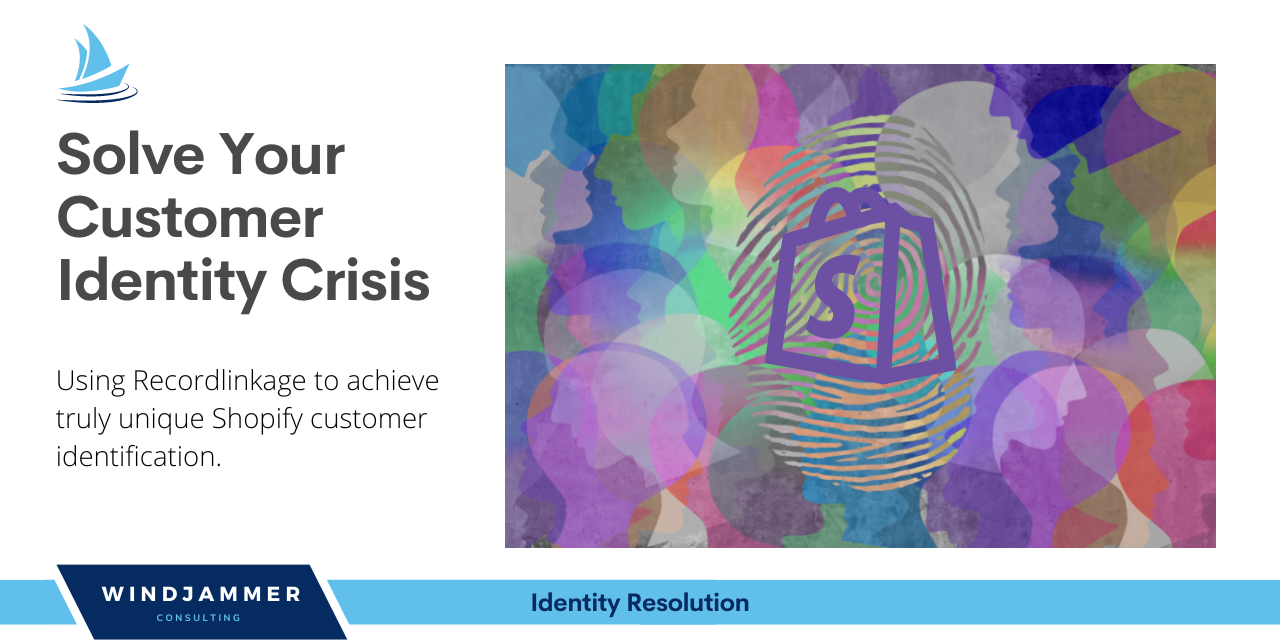 Solve Your
Customer
Identity Crisis
Using Recordlinkage to achieve
truly unique Shopify customer
identification.
S
WINDJAMMER
CONSULTING
Identity Resolution